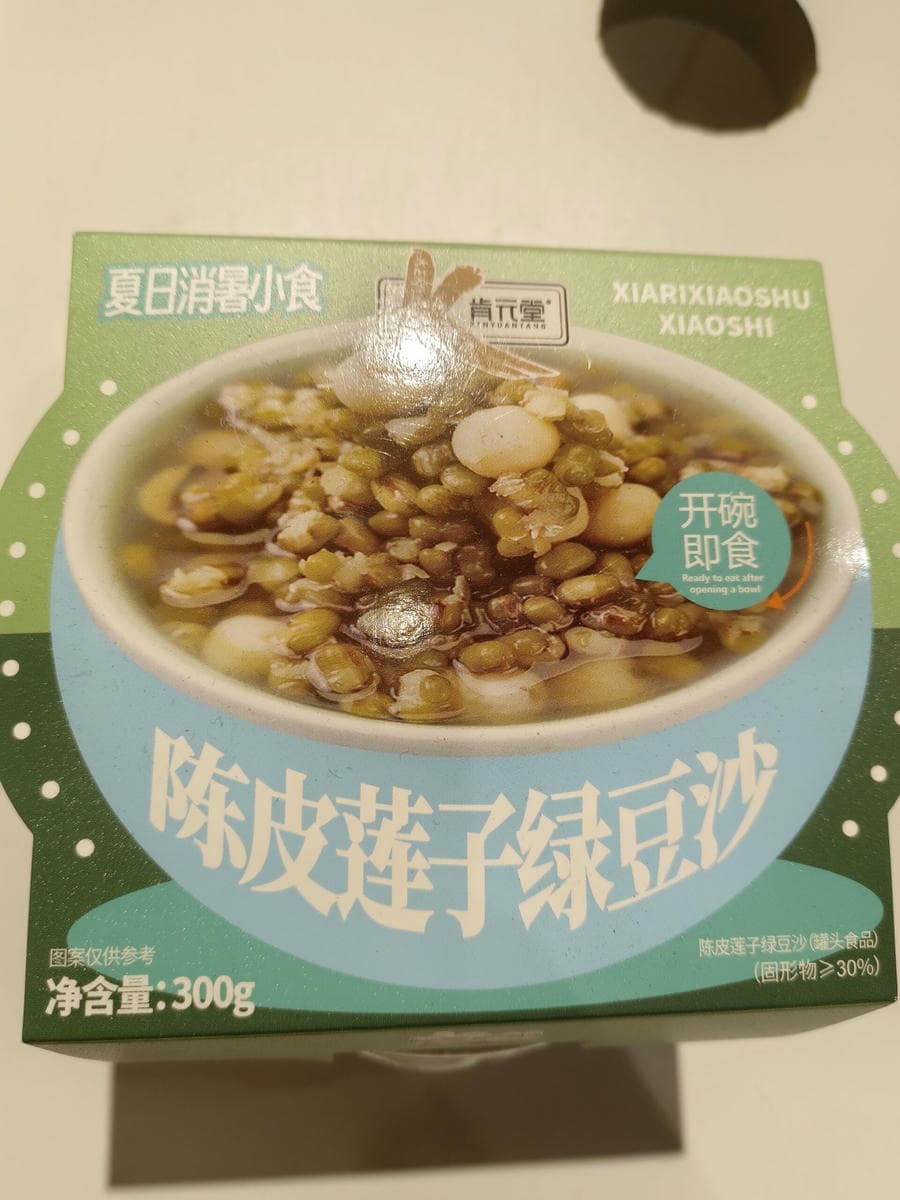 夏日消暑小食
肯元堂
XIARIXIAOSHU
XIAOSHI
开碗
即食
Ready to eat after
opening a bowl
陈皮莲子绿豆沙
图案仅供参考
净含量:300g
陈皮莲子绿豆沙(罐头食品)
(固形物≥30%)